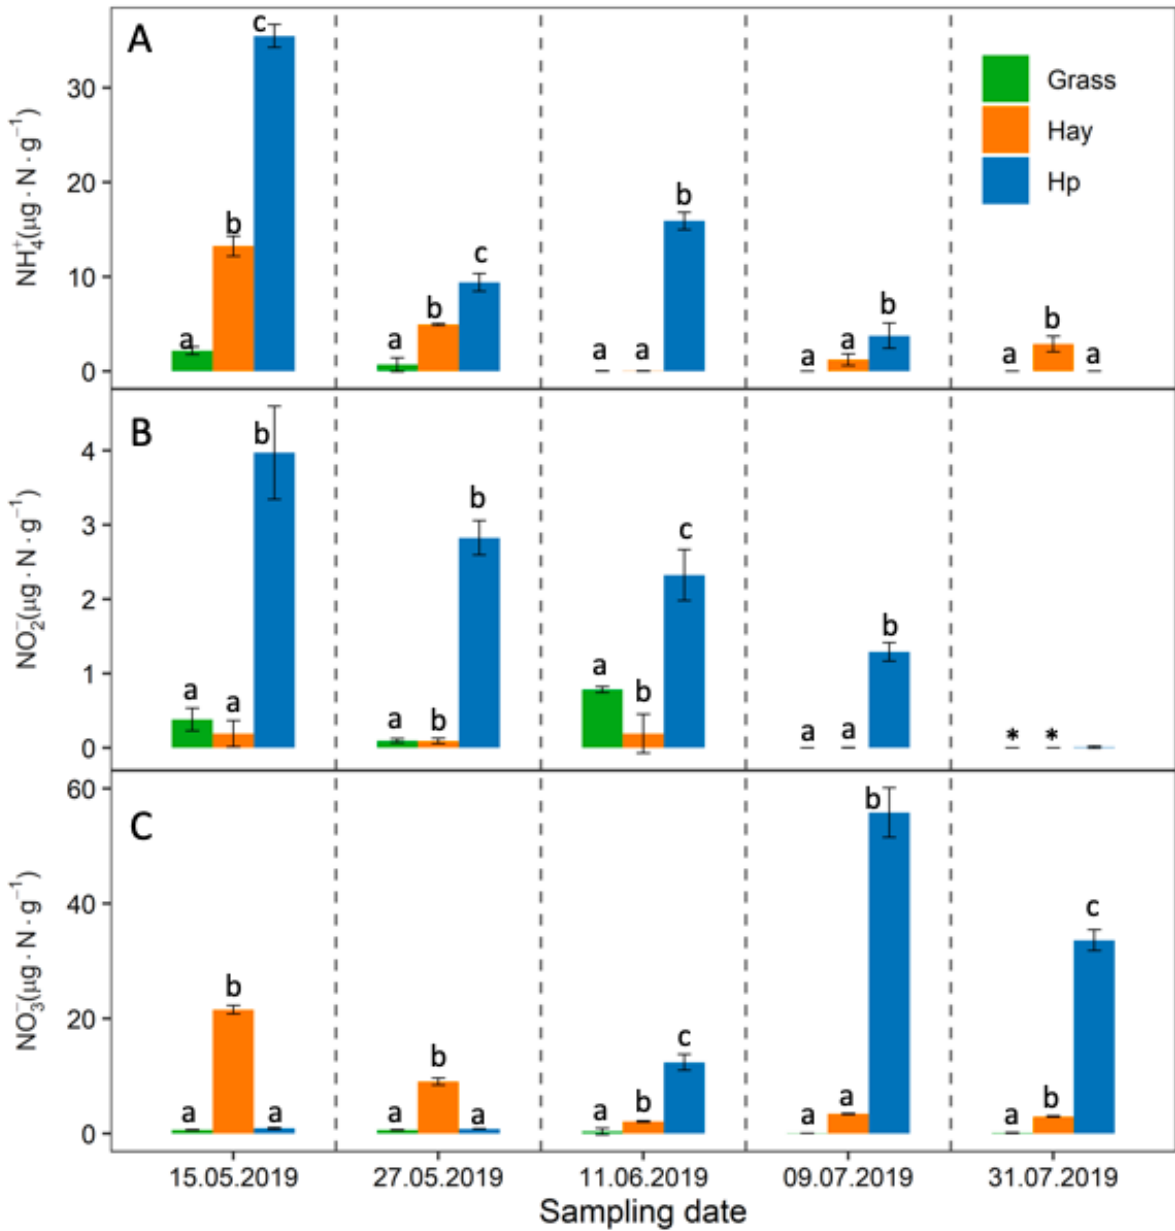 A
c
b
a
30
20
10
0
NH₄⁺(µg · N · g⁻¹)
a
b
c
a
a
b
a
a
b
a
b
a
Grass
Hay
Hp
B
b
a
a
4
3
2
1
0
NO₂⁻(µg · N · g⁻¹)
a
b
b
a
b
c
a
a
b
*
*
C
a
b
a
60
40
20
0
NO₃⁻(µg · N · g⁻¹)
a
b
a
a
b
c
a
a
b
a
b
c
15.05.2019
27.05.2019
11.06.2019
09.07.2019
31.07.2019
Sampling date